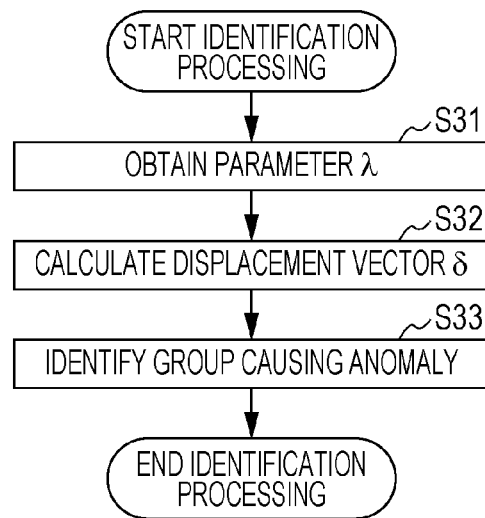 START IDENTIFICATION
PROCESSING
S31
OBTAIN PARAMETER λ
S32
CALCULATE DISPLACEMENT VECTOR δ
S33
IDENTIFY GROUP CAUSING ANOMALY
END IDENTIFICATION
PROCESSING